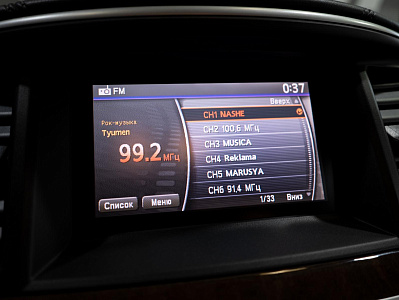 FM 0:37
Вверх
Рок-музыка
Tyumen
99.2 МГц
CH1 NASHE
CH2 100,6 МГц
CH3 MUSICA
CH4 Reklama
CH5 MARUSYA
CH6 91,4 МГц
Список Меню 1/33 Вниз